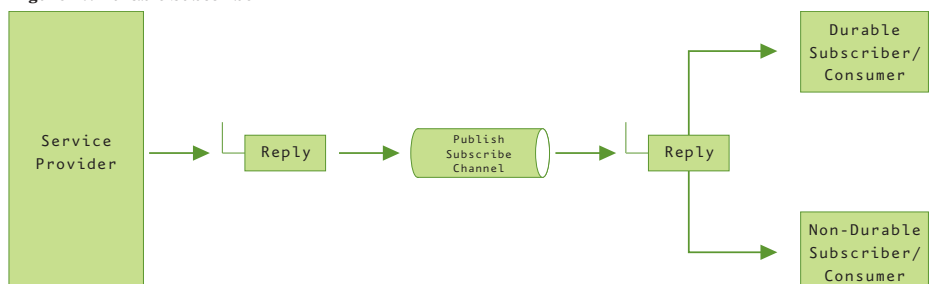 Service
Provider
Reply
Publish
Subscribe
Channel
Reply
Durable
Subscriber/
Consumer
Non-Durable
Subscriber/
Consumer